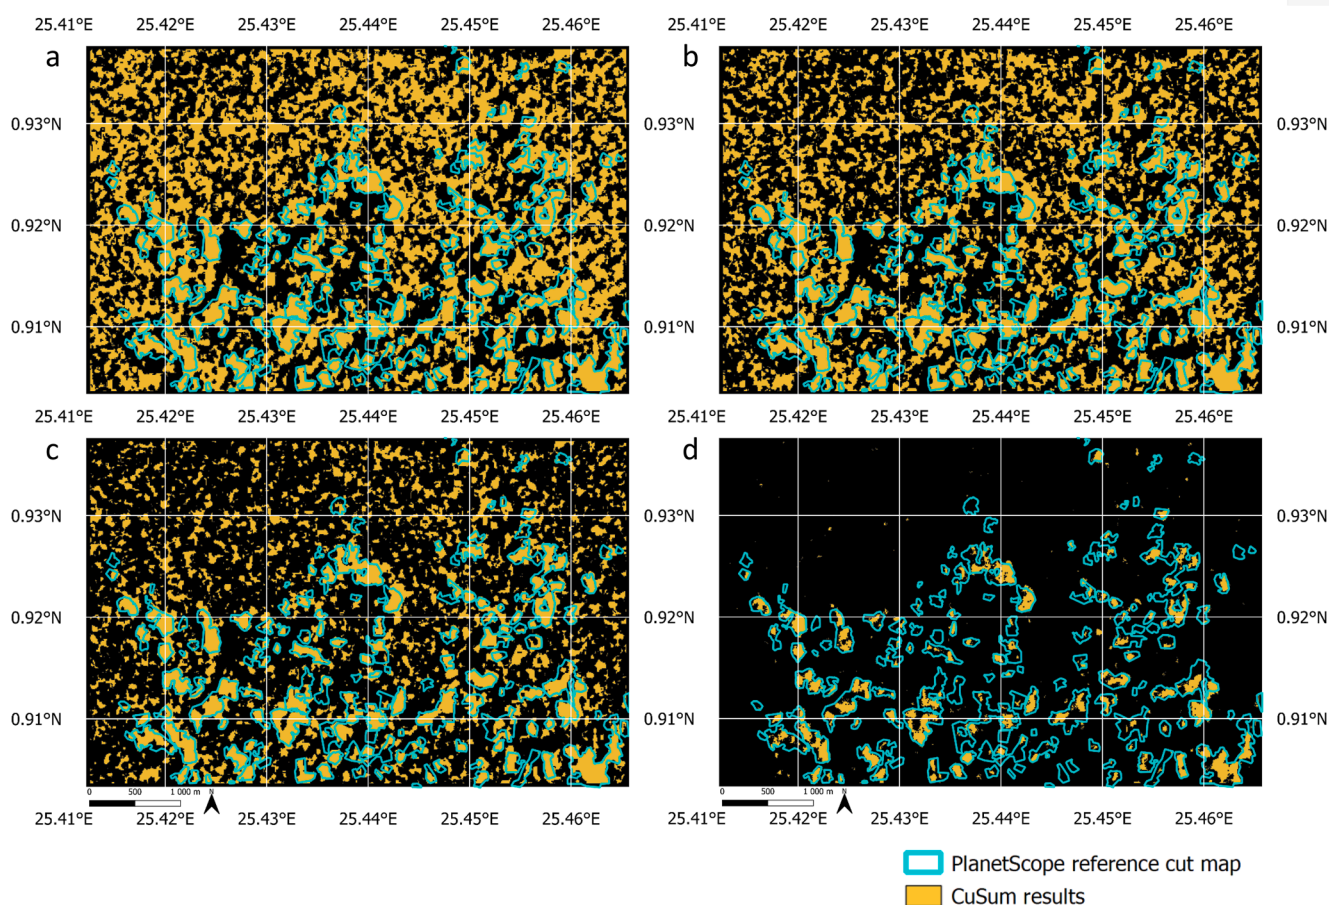 25.41°E 25.42°E 25.43°E 25.44°E 25.45°E 25.46°E 25.41°E 25.42°E 25.43°E 25.44°E 25.45°E 25.46°E
a b
0.93°N 0.93°N
0.92°N 0.92°N
0.91°N 0.91°N
25.41°E 25.42°E 25.43°E 25.44°E 25.45°E 25.46°E 25.41°E 25.42°E 25.43°E 25.44°E 25.45°E 25.46°E
c d
0.93°N 0.93°N
0.92°N 0.92°N
0.91°N 0.91°N
0 500 1 000 m N 0 500 1 000 m N
25.41°E 25.42°E 25.43°E 25.44°E 25.45°E 25.46°E 25.41°E 25.42°E 25.43°E 25.44°E 25.45°E 25.46°E
PlanetScope reference cut map
CuSum results